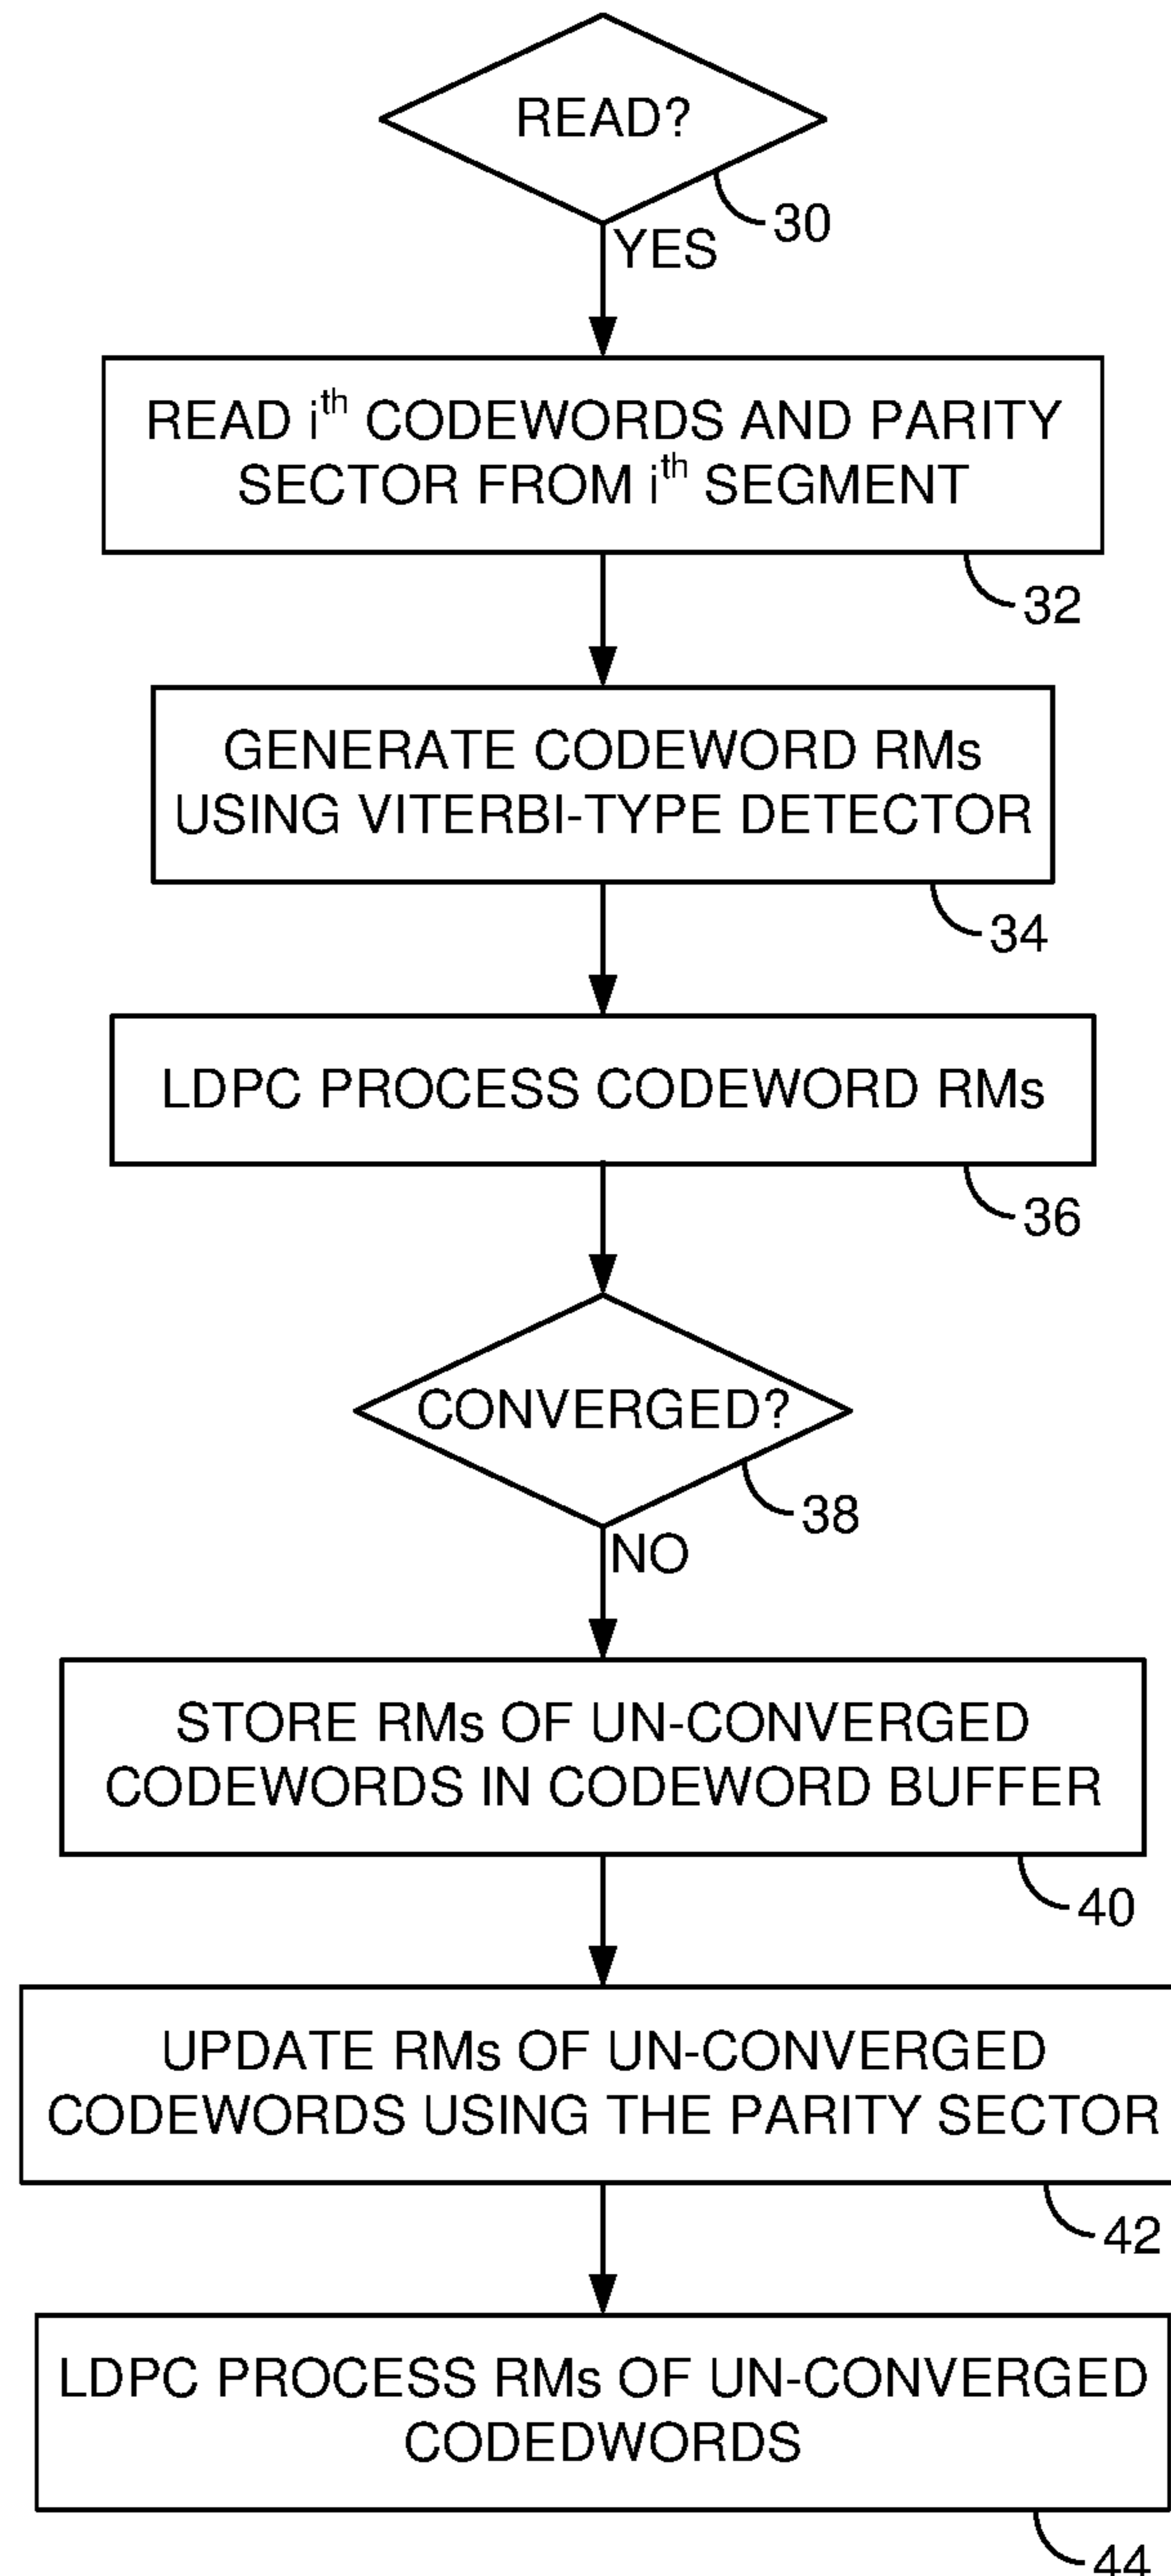 READ?
30
YES
READ ith CODEWORDS AND PARITY
SECTOR FROM ith SEGMENT
32
GENERATE CODEWORD RMs
USING VITERBI-TYPE DETECTOR
34
LDPC PROCESS CODEWORD RMs
36
CONVERGED?
38
NO
STORE RMs OF UN-CONVERGED
CODEWORDS IN CODEWORD BUFFER
40
UPDATE RMs OF UN-CONVERGED
CODEWORDS USING THE PARITY SECTOR
42
LDPC PROCESS RMs OF UN-CONVERGED
CODEDWORDS
44